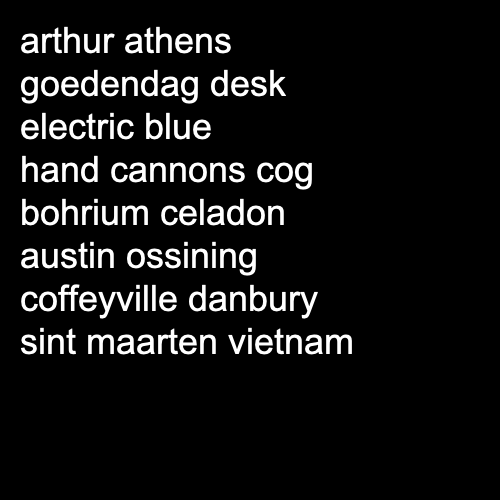 arthur athens
goedendag desk
electric blue
hand cannons cog
bohrium celadon
austin ossining
coffeyville danbury
sint maarten vietnam